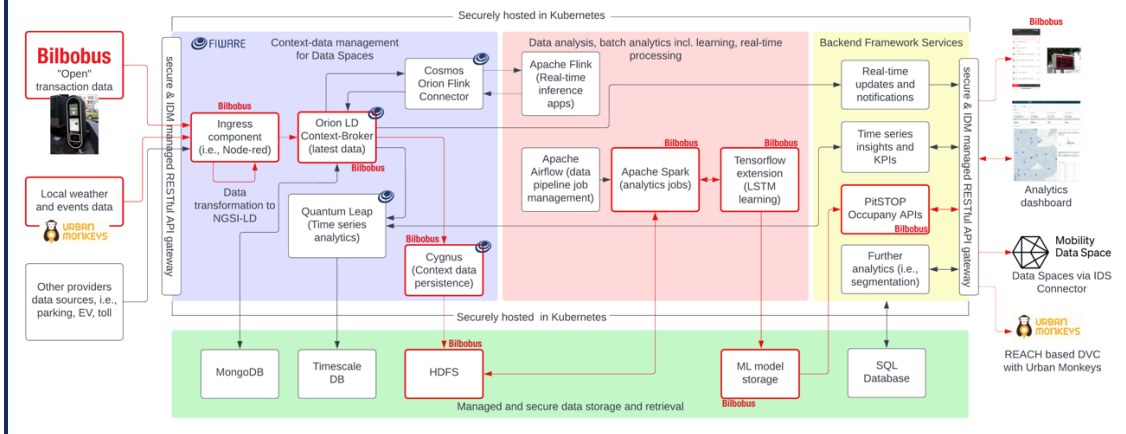 Securely hosted in Kubernetes
Bilbobus
"Open"
transaction data
Local weather
and events data
URBAN
MONKEYS
Other providers
data sources, i.e.,
parking, EV, toll
secure & IDM managed RESTful API gateway
FIWARE
Context-data management
for Data Spaces
Bilbobus
Ingress
component
(i.e., Node-red)
Data
transformation to
NGSI-LD
Bilbobus
Orion LD
Context-Broker
(latest data)
Cosmos
Orion Flink
Connector
Quantum Leap
(Time series
analytics)
Bilbobus
Cygnus
(Context data
persistence)
Data analysis, batch analytics incl. learning, real-time
processing
Apache Flink
(Real-time
inference
apps)
Apache
Airflow (data
pipeline job
management)
Bilbobus
Apache Spark
(analytics jobs)
Bilbobus
Tensorflow
extension
(LSTM
learning)
Backend Framework Services
Real-time
updates and
notifications
Time series
insights and
KPIs
PitSTOP
Occupany APIs
Bilbobus
Further
analytics (i.e.,
segmentation)
secure & IDM managed RESTful API gateway
Bilbobus
Analytics
dashboard
Mobility
Data Space
Data Spaces via IDS
Connector
URBAN
MONKEYS
REACH based DVC
with Urban Monkeys
Securely hosted in Kubernetes
MongoDB
Timescale
DB
Bilbobus
HDFS
ML model
storage
Bilbobus
SQL
Database
Managed and secure data storage and retrieval